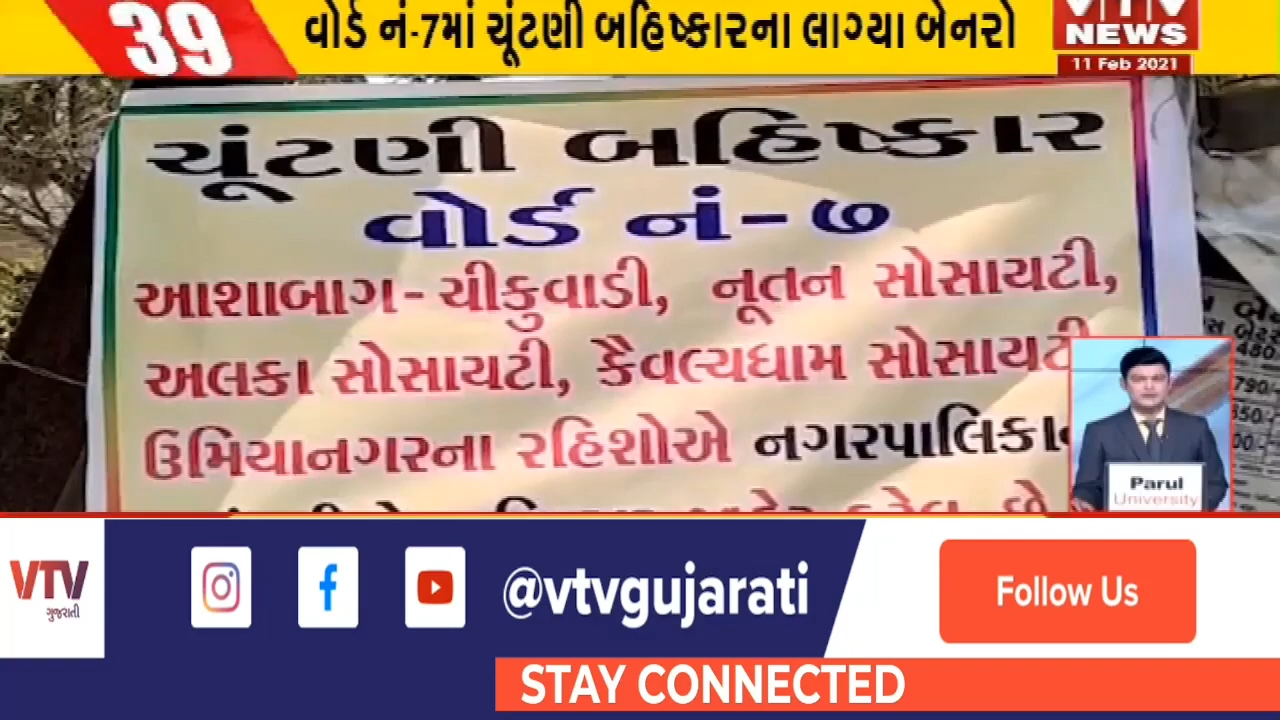 39
વોર્ડ નં-7માં ચૂંટણી બહિષ્કારના લાગ્યા બેનરો
VTV
NEWS
11 Feb 2021
ચૂંટણી બહિષ્કાર
વોર્ડ નં-૭
આશાબાગ-ચીકુવાડી, નૂતન સોસાયટી,
અલકા સોસાયટી, કૈવલ્યધામ સોસાયટી
ઉમિયાનગરના રહિશોએ નગરપાલિકા
Parul
University
VTV
ગુજરાતી
@vtvgujarati
Follow Us
STAY CONNECTED